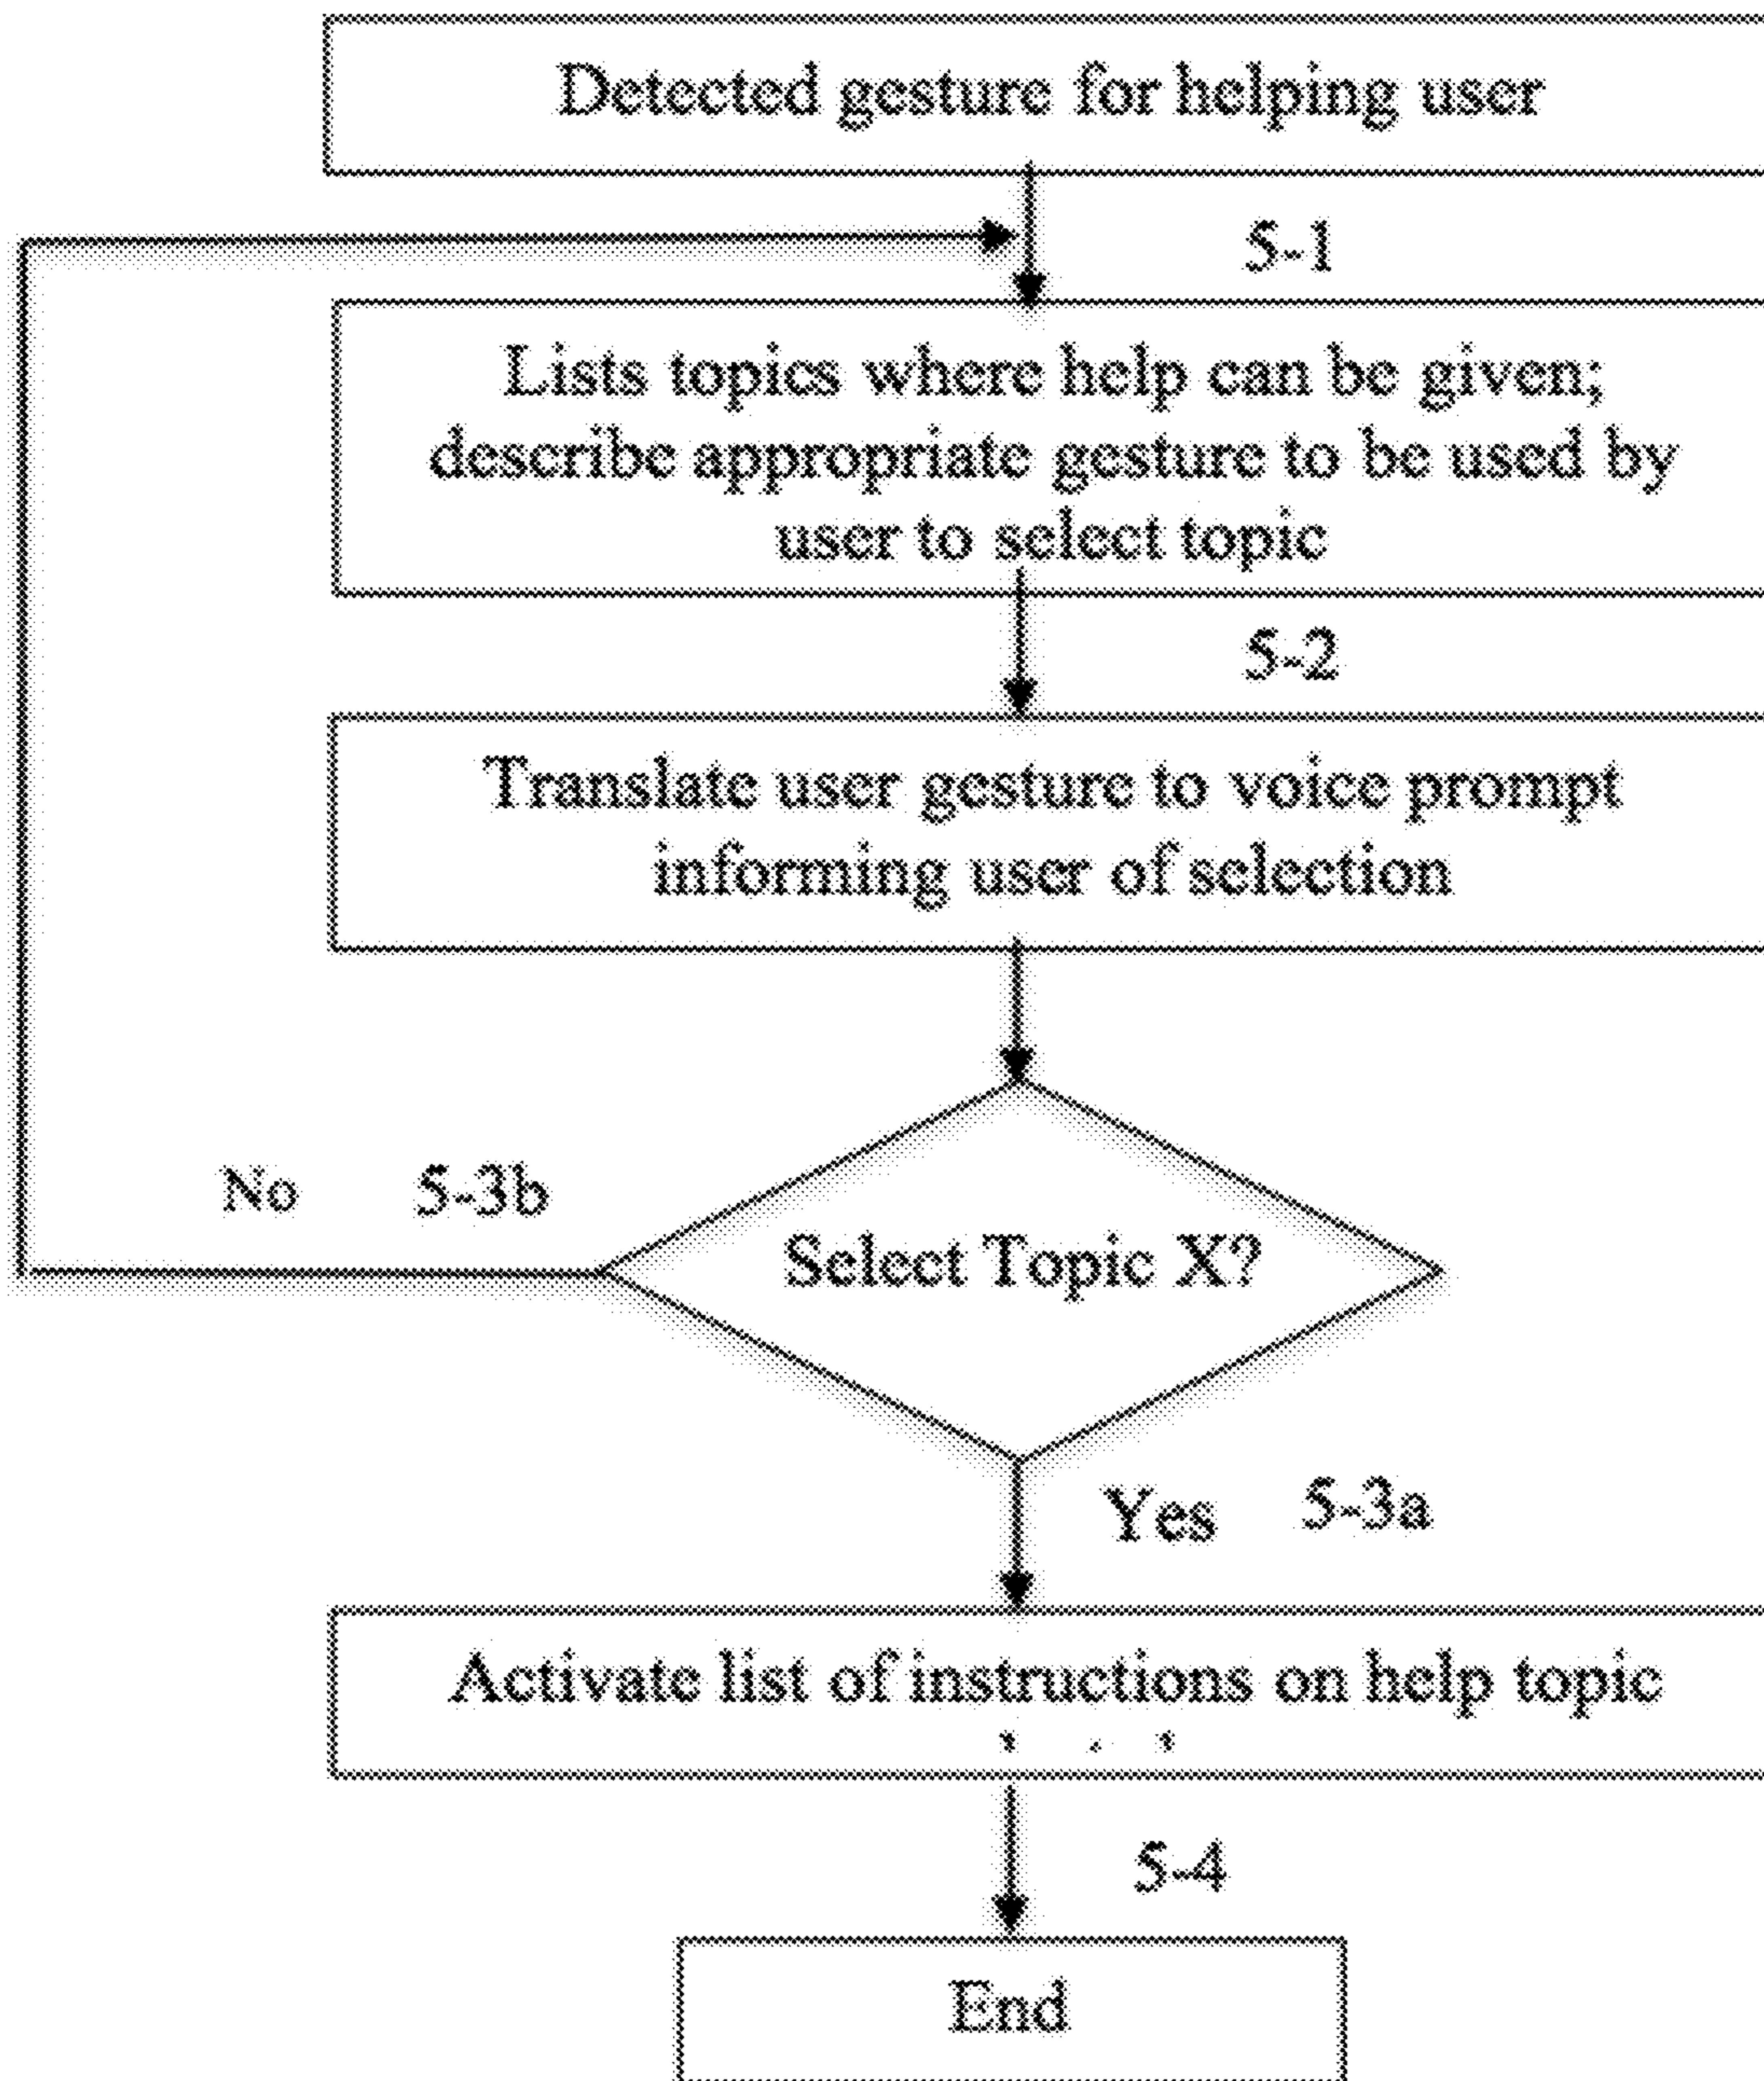 Detected gesture for helping user
5-1
Lists topics where help can be given;
describe appropriate gesture to be used by
user to select topic
5-2
Translate user gesture to voice prompt
informing user of selection
No 5-3b
Select Topic X?
Yes 5-3a
Activate list of instructions on help topic
5-4
End